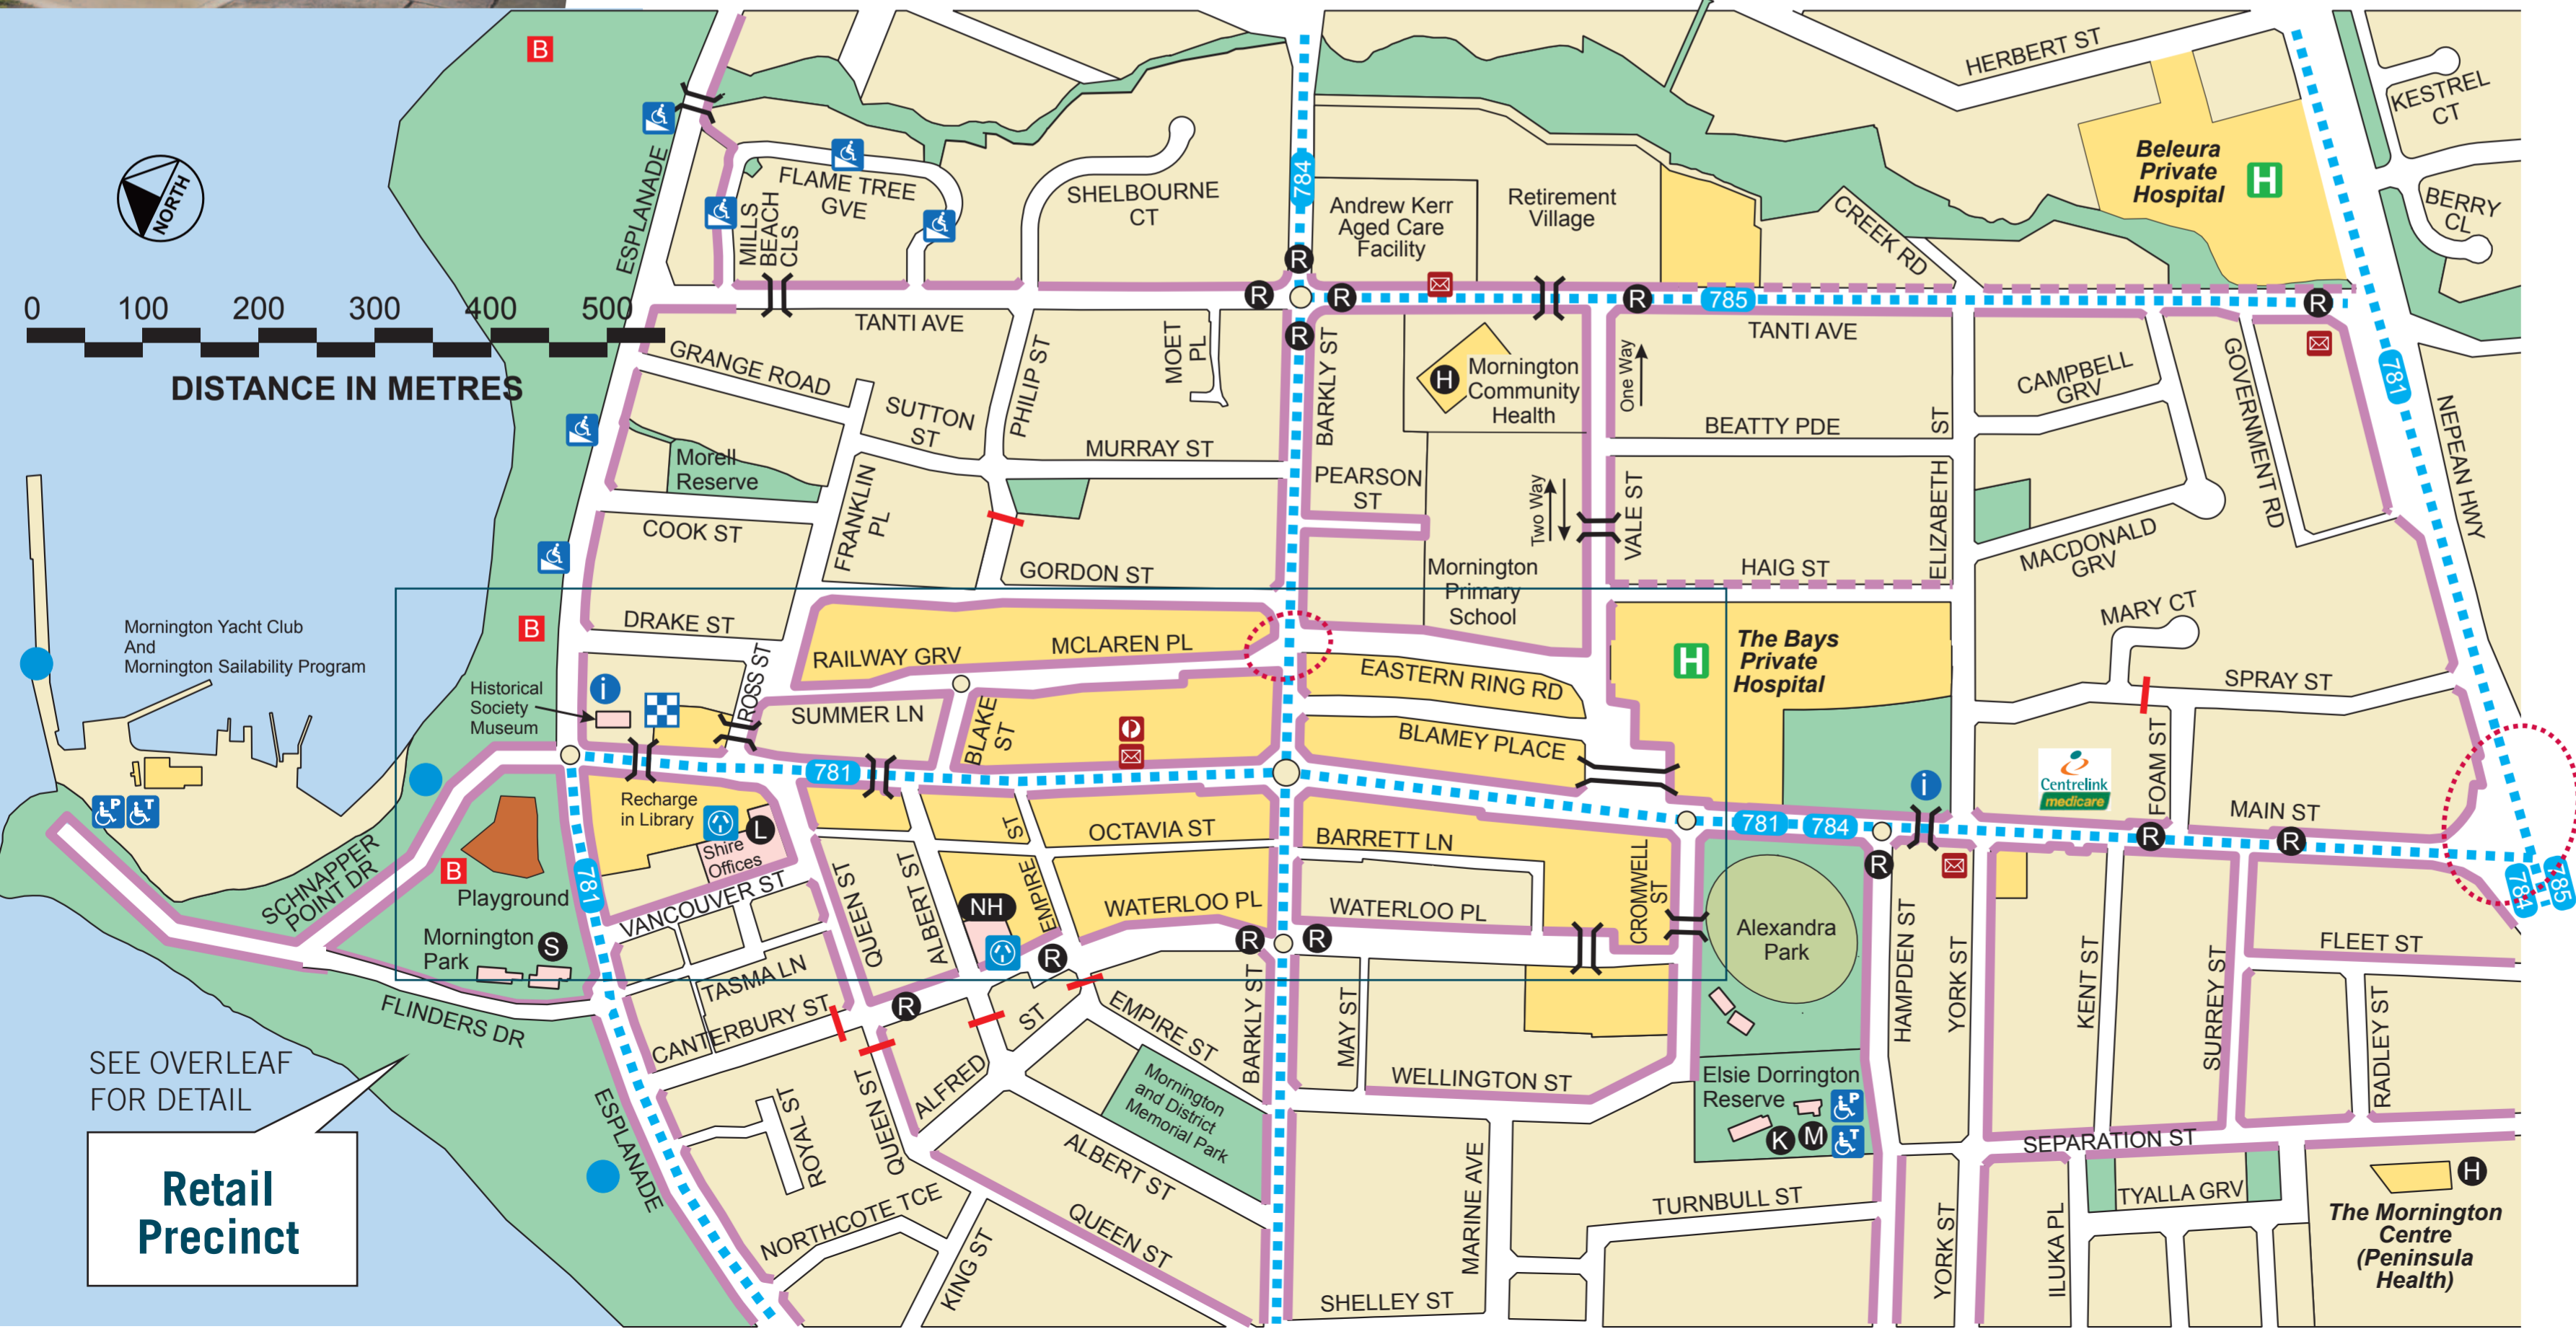 B
HERBERT ST
KESTREL
CT
Beleura
Private
Hospital
H
BERRY
CL
NORTH
ESPLANADE
FLAME TREE
GVE
MILLS
BEACH
CLS
SHELBOURNE
CT
784
Andrew Kerr
Aged Care
Facility
Retirement
Village
CREEK RD
R
R
R
R
785
R
R
0 100 200 300 400 500
DISTANCE IN METRES
TANTI AVE
TANTI AVE
GRANGE ROAD
PHILIP ST
MOET
PL
BARKLY ST
H
Mornington
Community
Health
One Way
CAMPBELL
GRV
GOVERNMENT RD
781
NEPEAN HWY
SUTTON
ST
MURRAY ST
BEATTY PDE
ELIZABETH
ST
Morell
Reserve
FRANKLIN
PL
PEARSON
ST
Two Way
VALE ST
COOK ST
GORDON ST
Mornington
Primary
School
HAIG ST
MACDONALD
GRV
MARY CT
B
DRAKE ST
Mornington Yacht Club
And
Mornington Sailability Program
RAILWAY GRV
MCLAREN PL
EASTERN RING RD
H
The Bays
Private
Hospital
SPRAY ST
Historical
Society
Museum
i
ROSS ST
SUMMER LN
BLAKE
ST
BLAMEY PLACE
781
i
Centrelink
medicare
FOAM ST
MAIN ST
P
T
Recharge
in Library
L
Shire
Offices
OCTAVIA ST
BARRETT LN
781
784
R
R
R
784
785
SCHNAPPER
POINT DR
B
Playground
781
VANCOUVER ST
QUEEN ST
ALBERT ST
EMPIRE
ST
NH
WATERLOO PL
WATERLOO PL
CROMWELL
ST
Alexandra
Park
HAMPDEN ST
YORK ST
KENT ST
SURREY ST
FLEET ST
Mornington
Park
S
R
R
R
R
TASMA LN
CANTERBURY ST
FLINDERS DR
EMPIRE ST
BARKLY ST
MAY ST
RADLEY ST
SEE OVERLEAF
FOR DETAIL
ESPLANADE
ROYAL ST
QUEEN ST
ALFRED
ST
Mornington
and District
Memorial Park
WELLINGTON ST
Elsie Dorrington
Reserve
P
K
M
T
SEPARATION ST
Retail
Precinct
ALBERT ST
MARINE AVE
TURNBULL ST
TYALLA GRV
H
The Mornington
Centre
(Peninsula
Health)
NORTHCOTE TCE
QUEEN ST
KING ST
SHELLEY ST
YORK ST
ILUKA PL